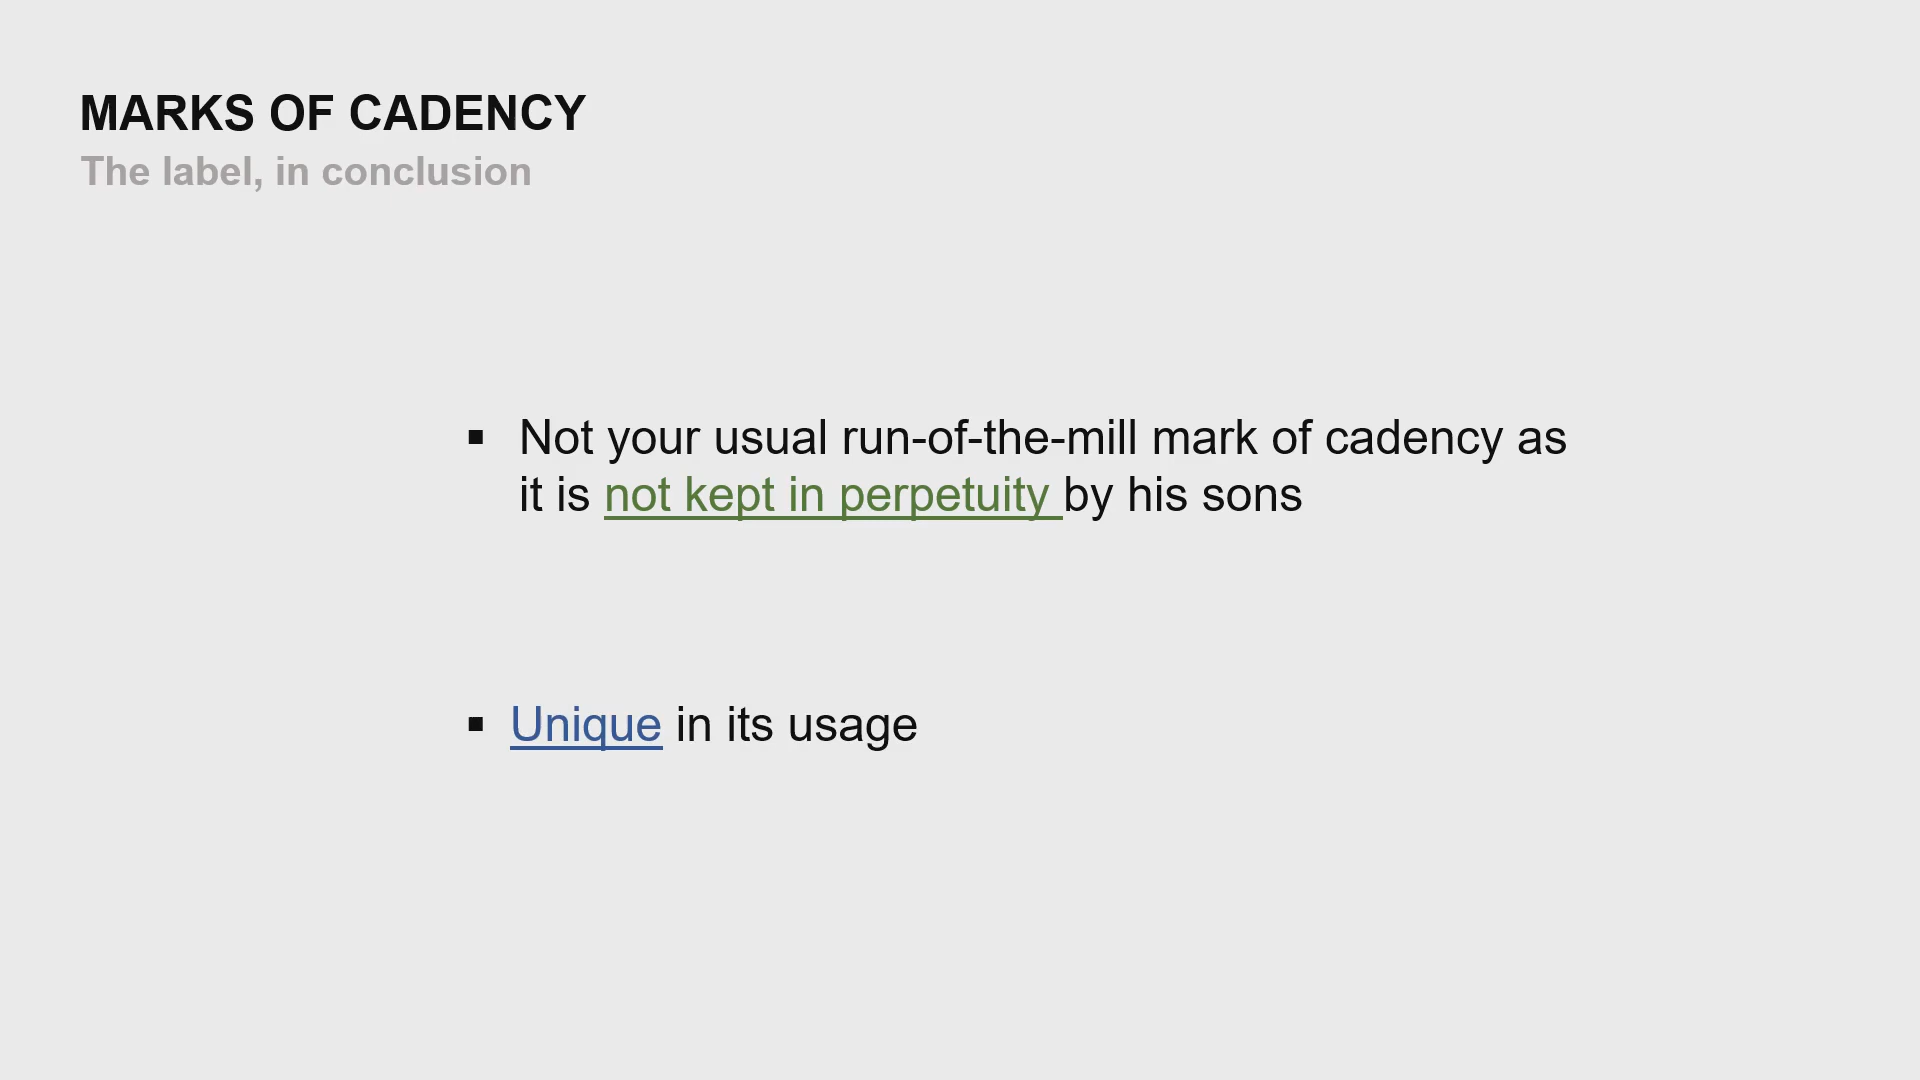 MARKS OF CADENCY
The label, in conclusion
▪ Not your usual run-of-the-mill mark of cadency as
it is not kept in perpetuity by his sons
▪ Unique in its usage